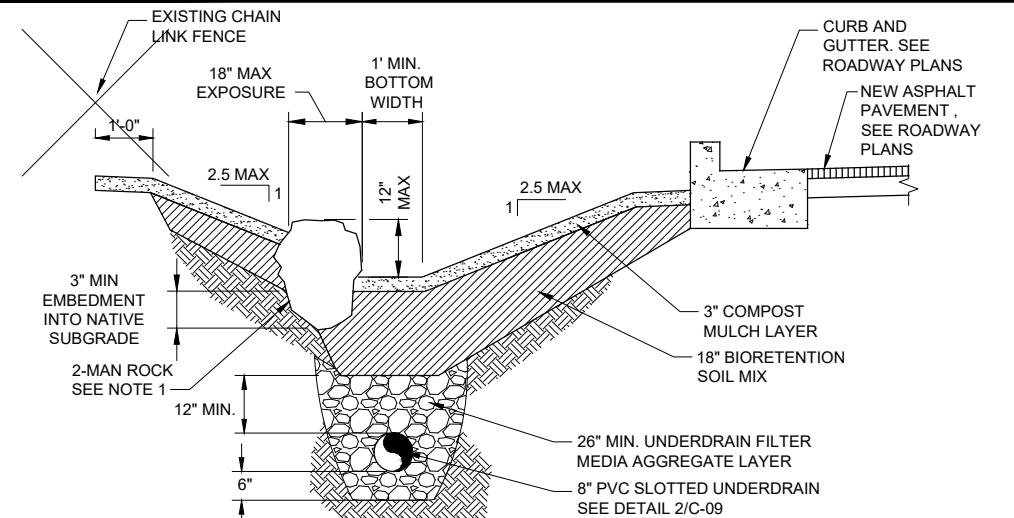 EXISTING CHAIN
LINK FENCE
18" MAX
EXPOSURE
1' MIN.
BOTTOM
WIDTH
CURB AND
GUTTER. SEE
ROADWAY PLANS
NEW ASPHALT
PAVEMENT ,
SEE ROADWAY
PLANS
1'-0"
2.5 MAX
1
12"
MAX
2.5 MAX
1
3" MIN
EMBEDMENT
INTO NATIVE
SUBGRADE
2-MAN ROCK
SEE NOTE 1
12" MIN.
6"
3" COMPOST
MULCH LAYER
18" BIORETENTION
SOIL MIX
26" MIN. UNDERDRAIN FILTER
MEDIA AGGREGATE LAYER
8" PVC SLOTTED UNDERDRAIN
SEE DETAIL 2/C-09